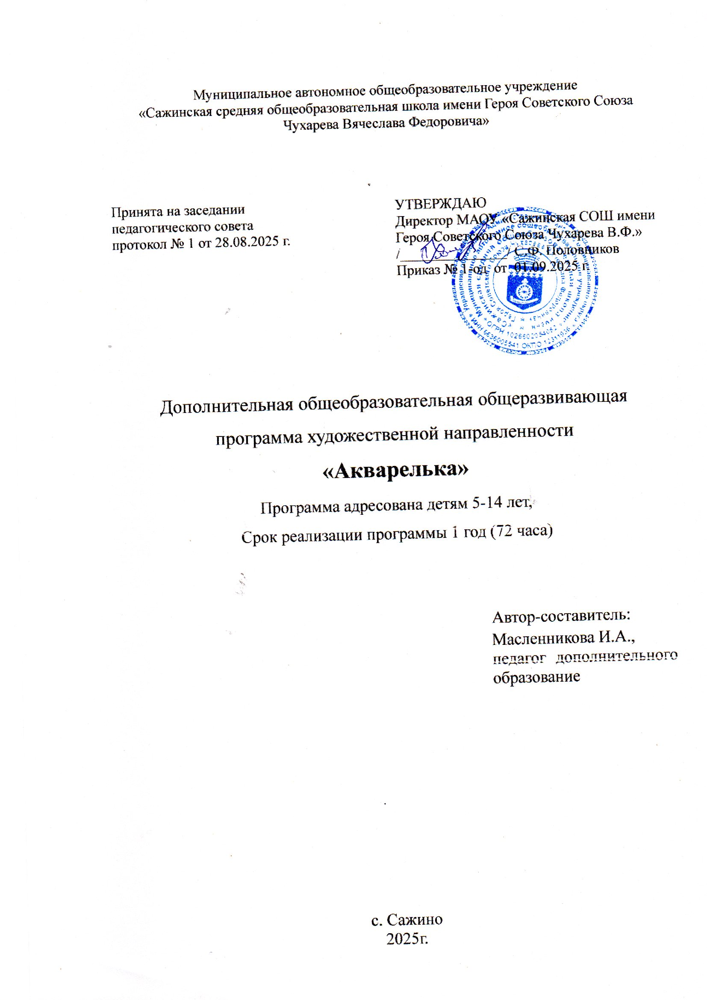 Муниципальное автономное общеобразовательное учреждение
«Сажинская средняя общеобразовательная школа имени Героя Советского Союза
Чухарева Вячеслава Федоровича»
Принята на заседании
педагогического совета
протокол № 1 от 28.08.2025 г.
УТВЕРЖДАЮ
Директор МАОУ «Сажинская СОШ имени
Героя Советского Союза Чухарева В.Ф.»
/______________/ С.Ф. Половников
Приказ № 1-од от 01.09.2025 г.
Дополнительная общеобразовательная общеразвивающая
программа художественной направленности
«Акварелька»
Программа адресована детям 5-14 лет,
Срок реализации программы 1 год (72 часа)
Автор-составитель:
Масленникова И.А.,
педагог дополнительного
образование
с. Сажино
2025г.